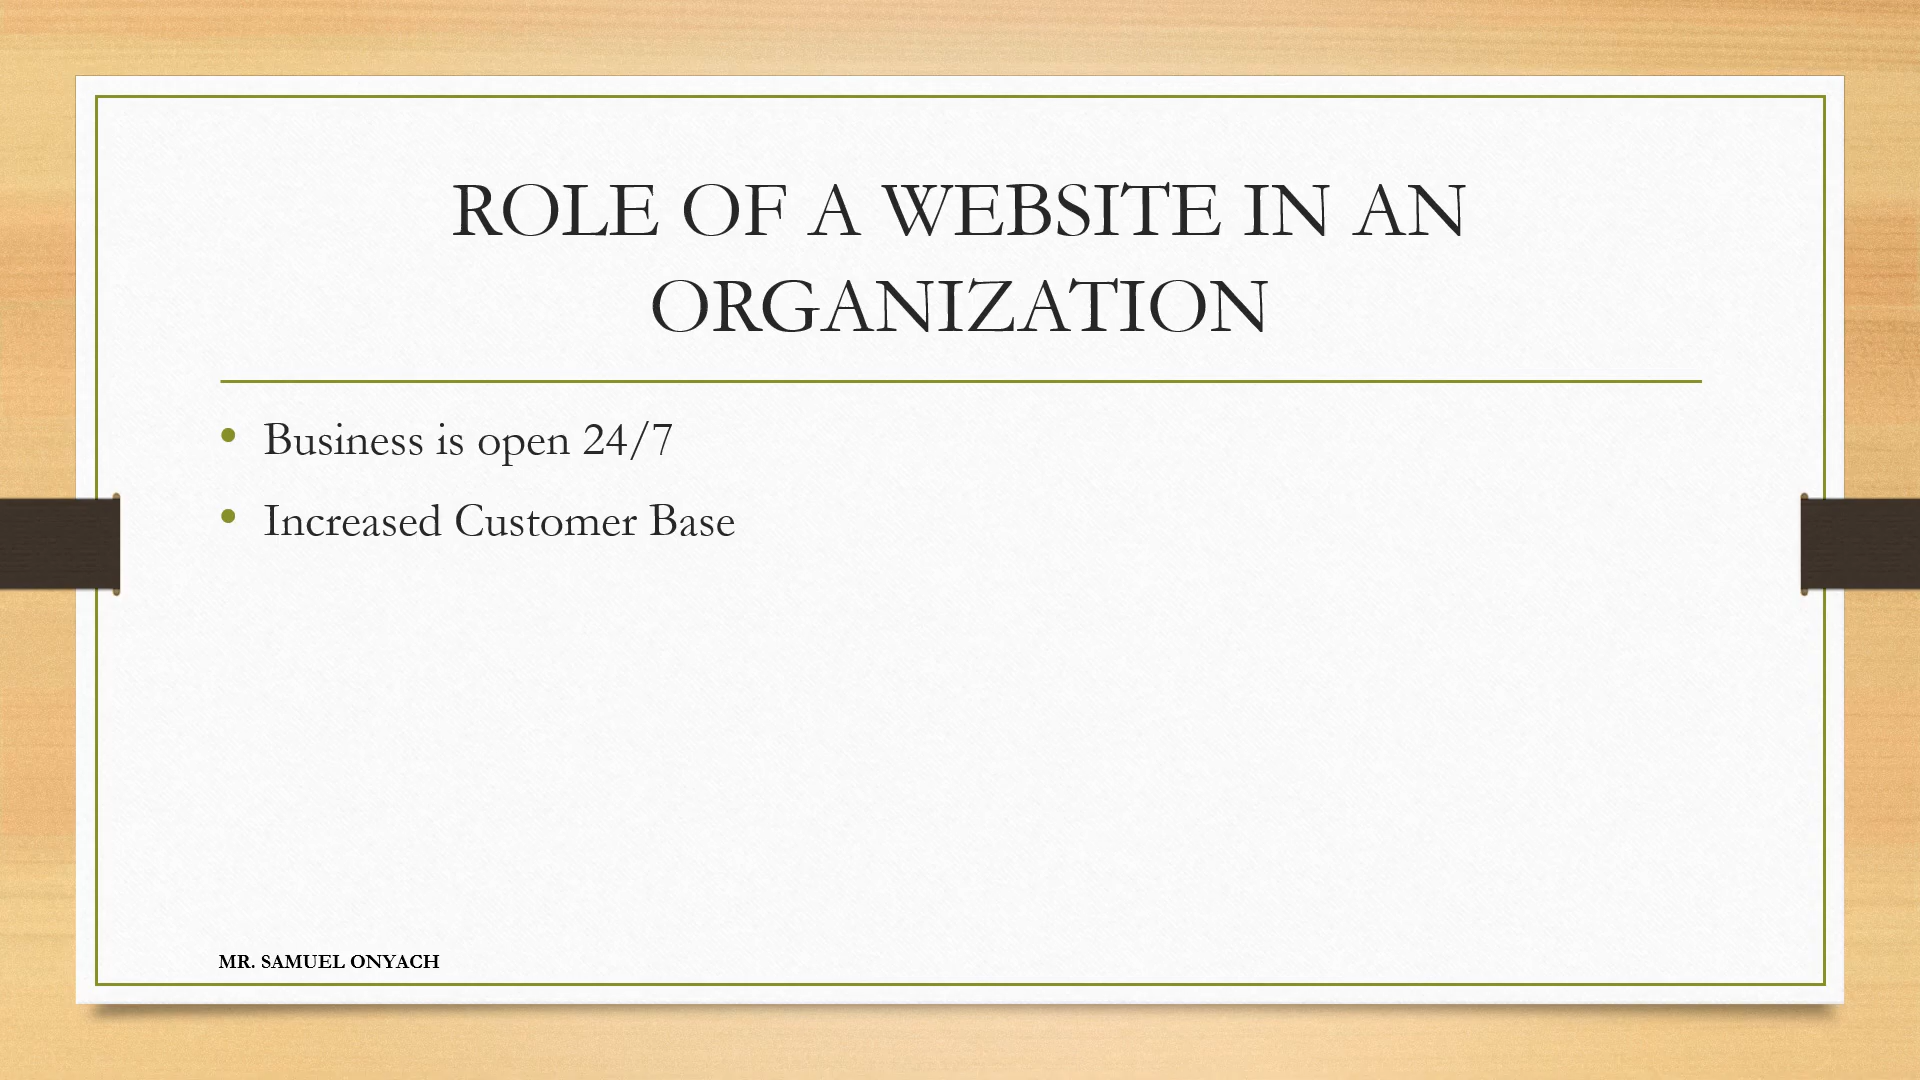 ROLE OF A WEBSITE IN AN
ORGANIZATION
• Business is open 24/7
• Increased Customer Base
MR. SAMUEL ONYACH